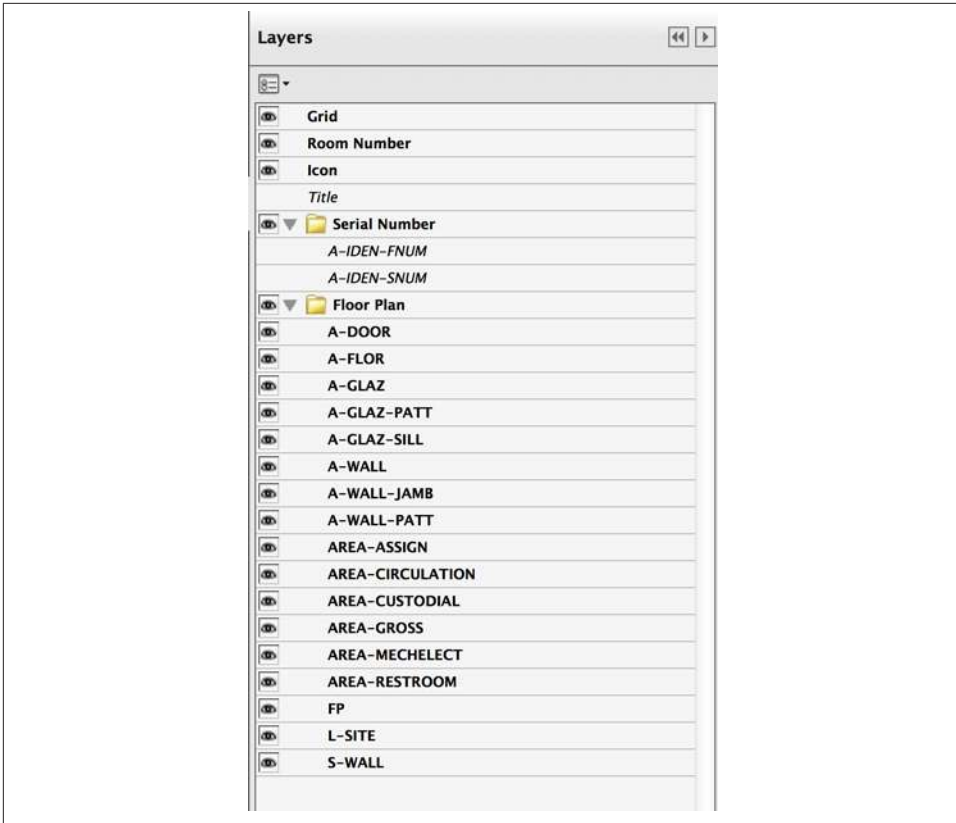 Layers
Grid
Room Number
Icon
Title
Serial Number
A-IDEN-FNUM
A-IDEN-SNUM
Floor Plan
A-DOOR
A-FLOR
A-GLAZ
A-GLAZ-PATT
A-GLAZ-SILL
A-WALL
A-WALL-JAMB
A-WALL-PATT
AREA-ASSIGN
AREA-CIRCULATION
AREA-CUSTODIAL
AREA-GROSS
AREA-MECHELECT
AREA-RESTROOM
FP
L-SITE
S-WALL